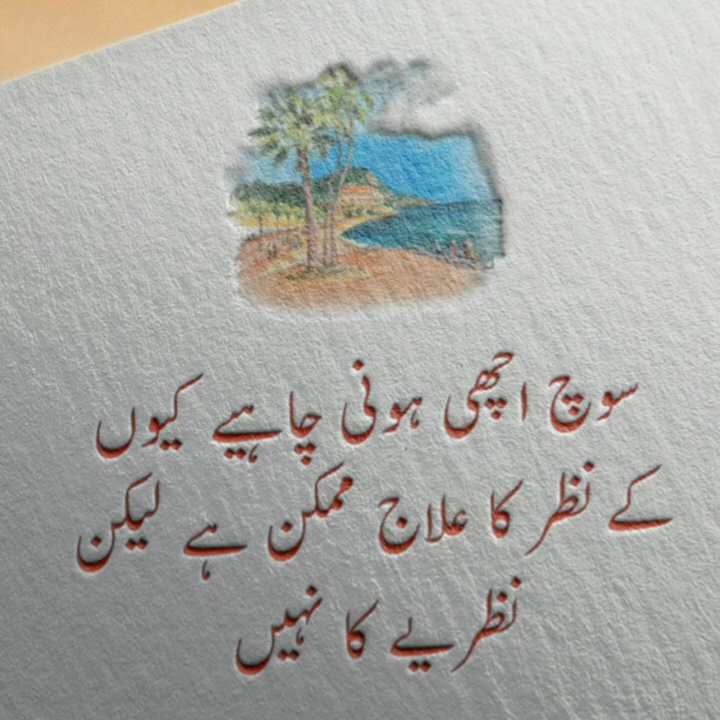 سوچ اچھی ہونی چاہیے کیوں
کے نظر کا علاج ممکن ہے لیکن
نظریے کا نہیں